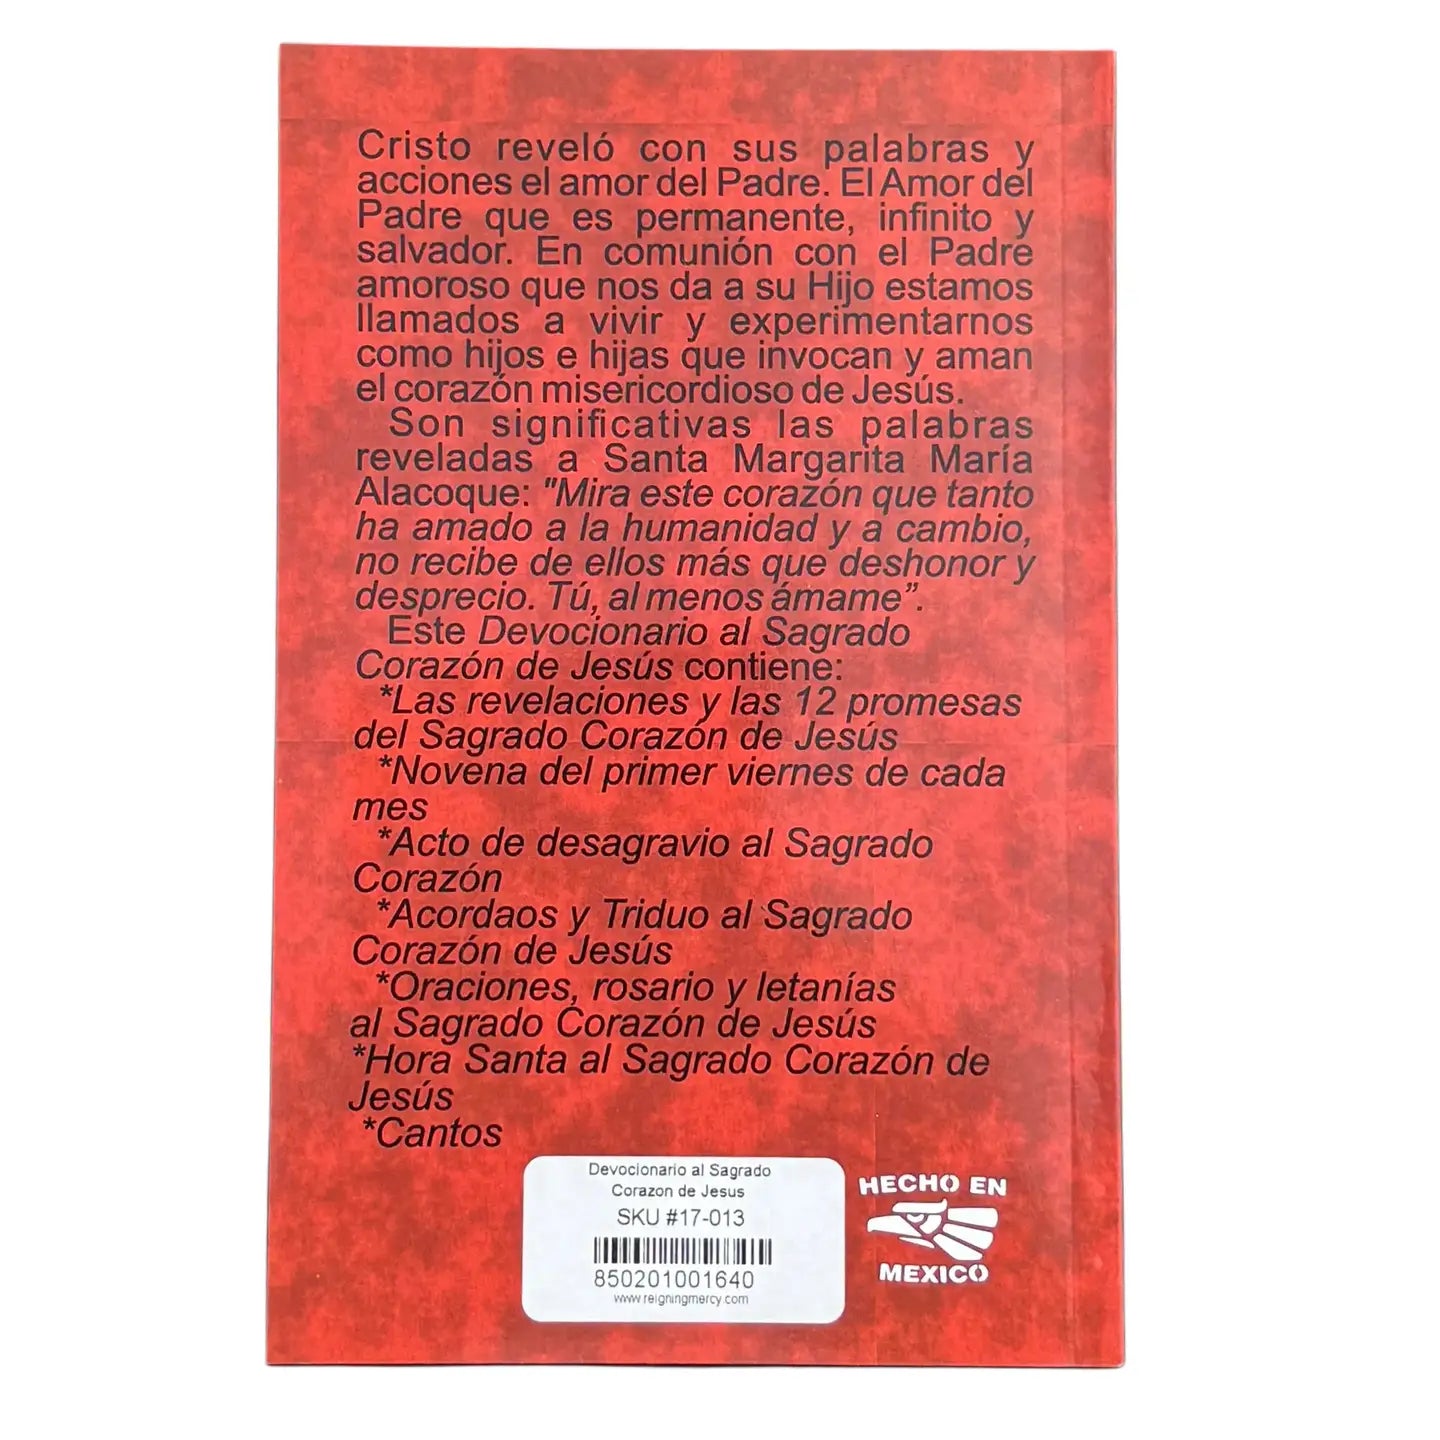 Cristo reveló con sus palabras y
acciones el amor del Padre. El Amor del
Padre que es permanente, infinito y
salvador. En comunión con el Padre
amoroso que nos da a su Hijo estamos
llamados a vivir y experimentarnos
como hijos e hijas que invocan y aman
el corazón misericordioso de Jesús.
Son significativas las palabras
reveladas a Santa Margarita María
Alacoque: "Mira este corazón que tanto
ha amado a la humanidad y a cambio,
no recibe de ellos más que deshonor y
desprecio. Tú, al menos ámame”.
Este Devocionario al Sagrado
Corazón de Jesús contiene:
*Las revelaciones y las 12 promesas
del Sagrado Corazón de Jesús
*Novena del primer viernes de cada
mes
*Acto de desagravio al Sagrado
Corazón
*Acordaos y Triduo al Sagrado
Corazón de Jesús
*Oraciones, rosario y letanías
al Sagrado Corazón de Jesús
*Hora Santa al Sagrado Corazón de
Jesús
*Cantos
Devocionario al Sagrado
Corazon de Jesus
SKU #17-013
850201001640
www.reigningmercy.com
HECHO EN
MEXICO